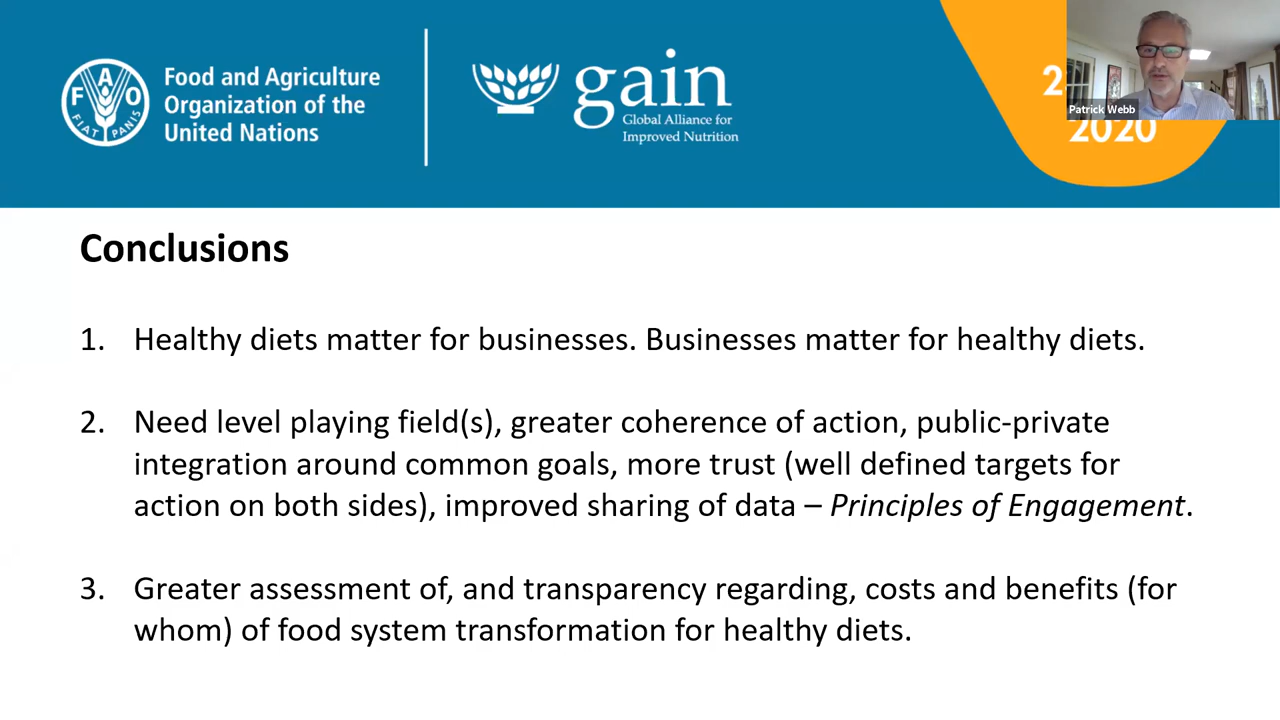 FAO
FIAT PANIS
Food and Agriculture
Organization of the
United Nations
gain
Global Alliance for
Improved Nutrition
2
2020
Patrick Webb
Conclusions
1. Healthy diets matter for businesses. Businesses matter for healthy diets.
2. Need level playing field(s), greater coherence of action, public-private
integration around common goals, more trust (well defined targets for
action on both sides), improved sharing of data – Principles of Engagement.
3. Greater assessment of, and transparency regarding, costs and benefits (for
whom) of food system transformation for healthy diets.